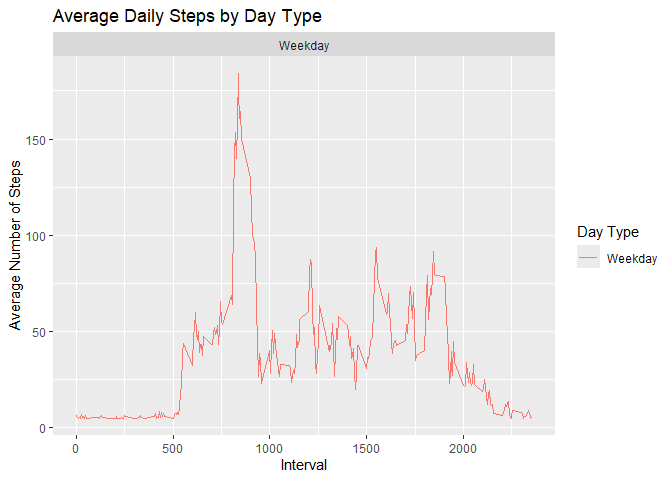 Average Daily Steps by Day Type
Weekday
Average Number of Steps
150
100
50
0
0
500
1000
1500
2000
Interval
Day Type
Weekday